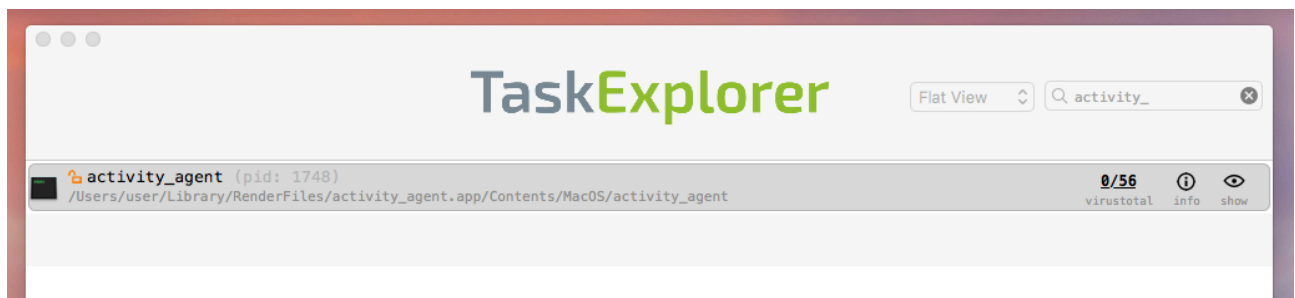 TaskExplorer
Flat View
activity_
activity_agent (pid: 1748)
/Users/user/Library/RenderFiles/activity_agent.app/Contents/MacOS/activity_agent
0/56
virustotal
info
show